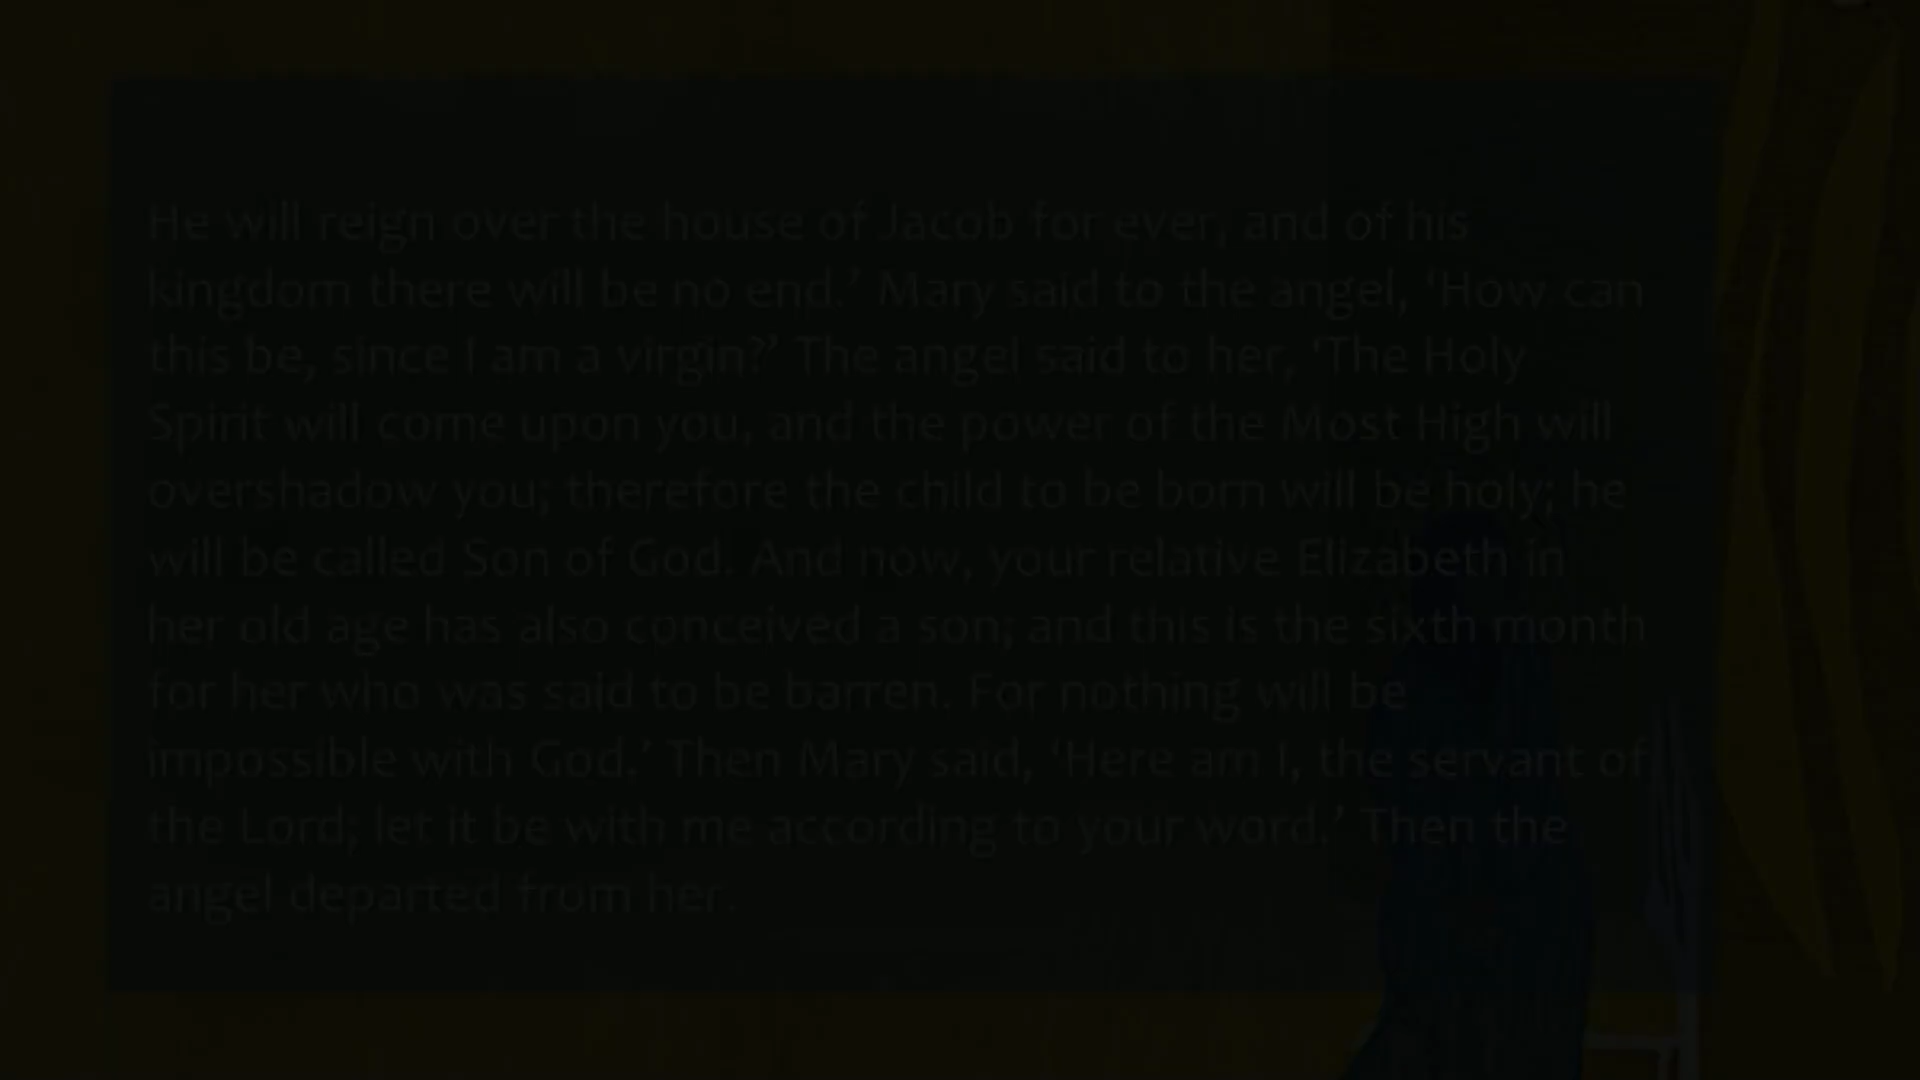 He will reign over the house of Jacob for ever, and of his
kingdom there will be no end.’ Mary said to the angel, ‘How can
this be, since I am a virgin?’ The angel said to her, ‘The Holy
Spirit will come upon you, and the power of the Most High will
overshadow you; therefore the child to be born will be holy; he
will be called Son of God. And now, your relative Elizabeth in
her old age has also conceived a son; and this is the sixth month
for her who was said to be barren. For nothing will be
impossible with God.’ Then Mary said, ‘Here am I, the servant of
the Lord; let it be with me according to your word.’ Then the
angel departed from her.